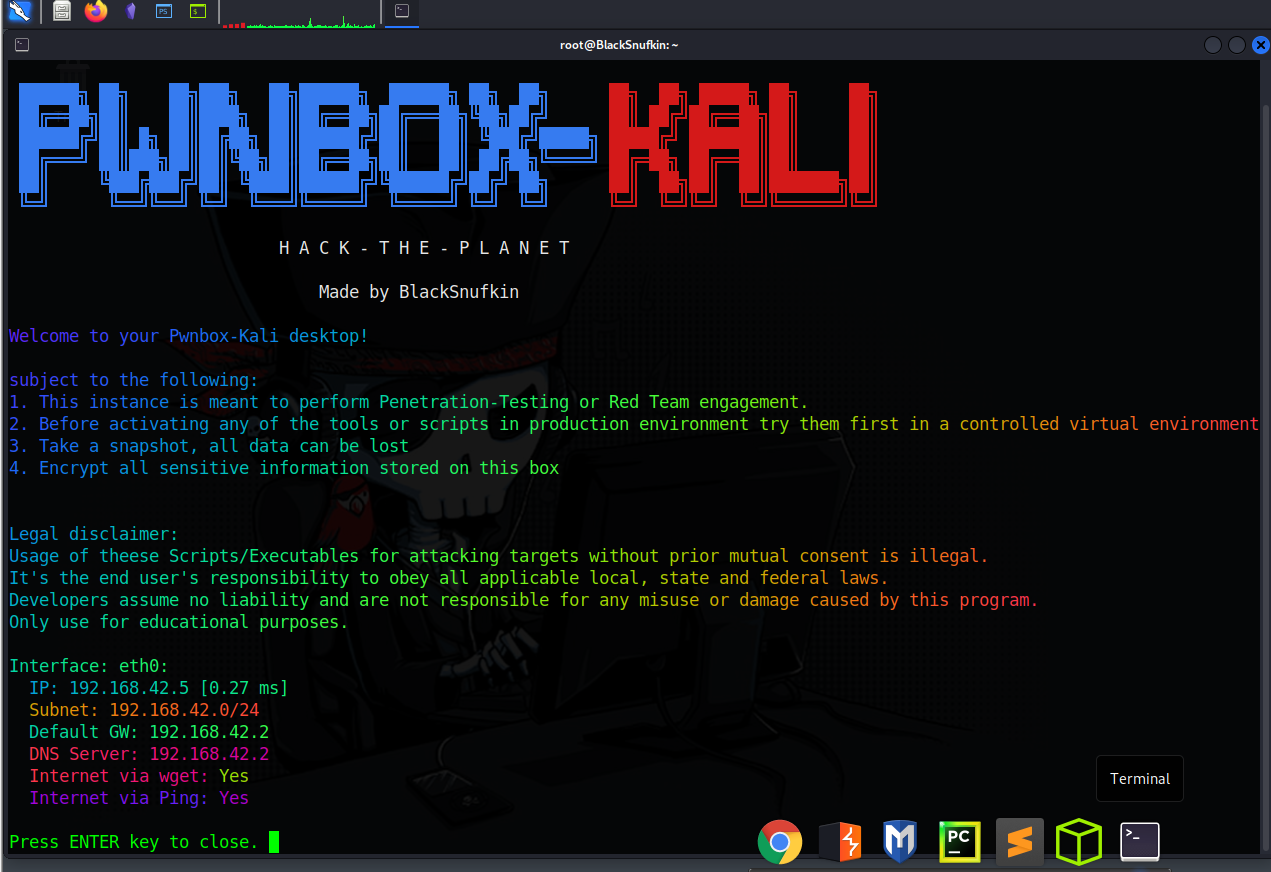 root@BlackSnufkin: ~
PWNBOX-KALI
H A C K - T H E - P L A N E T
Made by BlackSnufkin
Welcome to your Pwnbox-Kali desktop!
subject to the following:
1. This instance is meant to perform Penetration-Testing or Red Team engagement.
2. Before activating any of the tools or scripts in production environment try them first in a controlled virtual environment
3. Take a snapshot, all data can be lost
4. Encrypt all sensitive information stored on this box
Legal disclaimer:
Usage of theese Scripts/Executables for attacking targets without prior mutual consent is illegal.
It's the end user's responsibility to obey all applicable local, state and federal laws.
Developers assume no liability and are not responsible for any misuse or damage caused by this program.
Only use for educational purposes.
Interface: eth0:
IP: 192.168.42.5 [0.27 ms]
Subnet: 192.168.42.0/24
Default GW: 192.168.42.2
DNS Server: 192.168.42.2
Internet via wget: Yes
Internet via Ping: Yes
Terminal
Press ENTER key to close.
PC